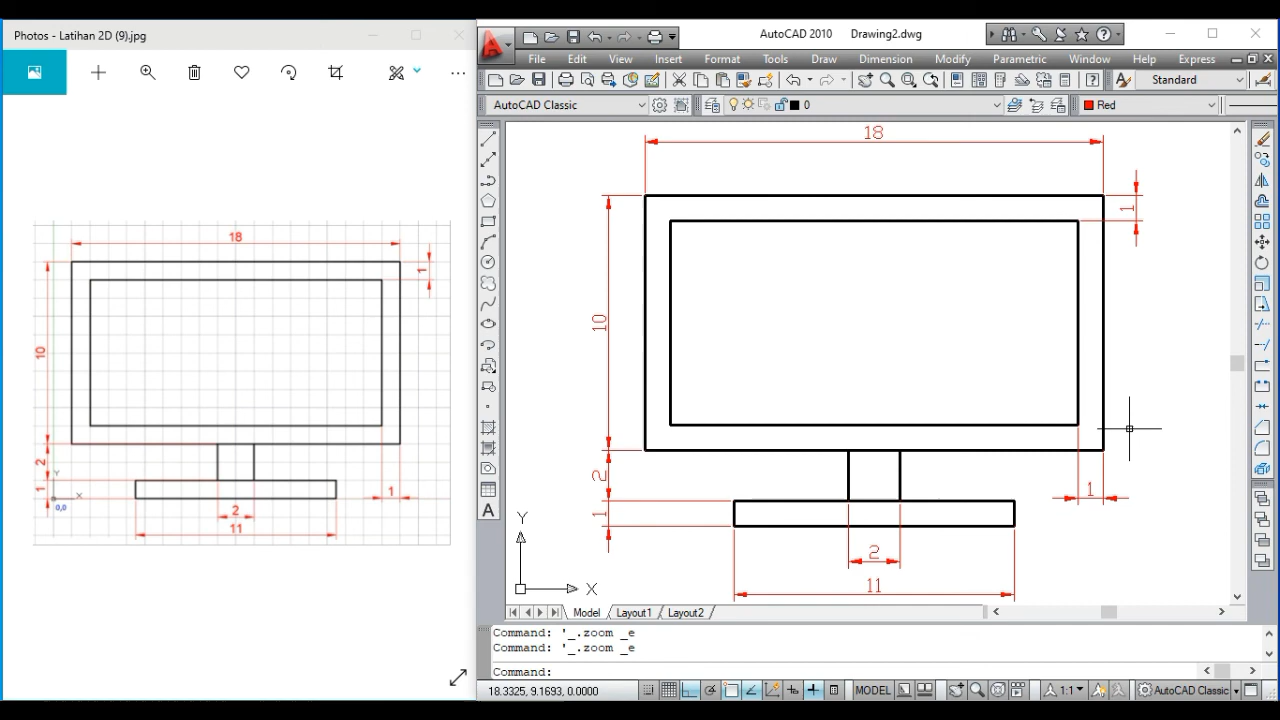 Photos - Latihan 2D (9).jpg
18
1
10
2
1
Y
X
0,0
1
2
11
AutoCAD 2010 Drawing2.dwg
File Edit View Insert Format Tools Draw Dimension Modify Parametric Window Help Express
Standard
AutoCAD Classic
0
Red
18
1
10
2
1
1
2
11
Y
X
A
Model Layout1 Layout2
Command: '_.zoom _e
Command: '_.zoom _e
Command:
18.3325, 9.1693, 0.0000
MODEL
1:1
AutoCAD Classic